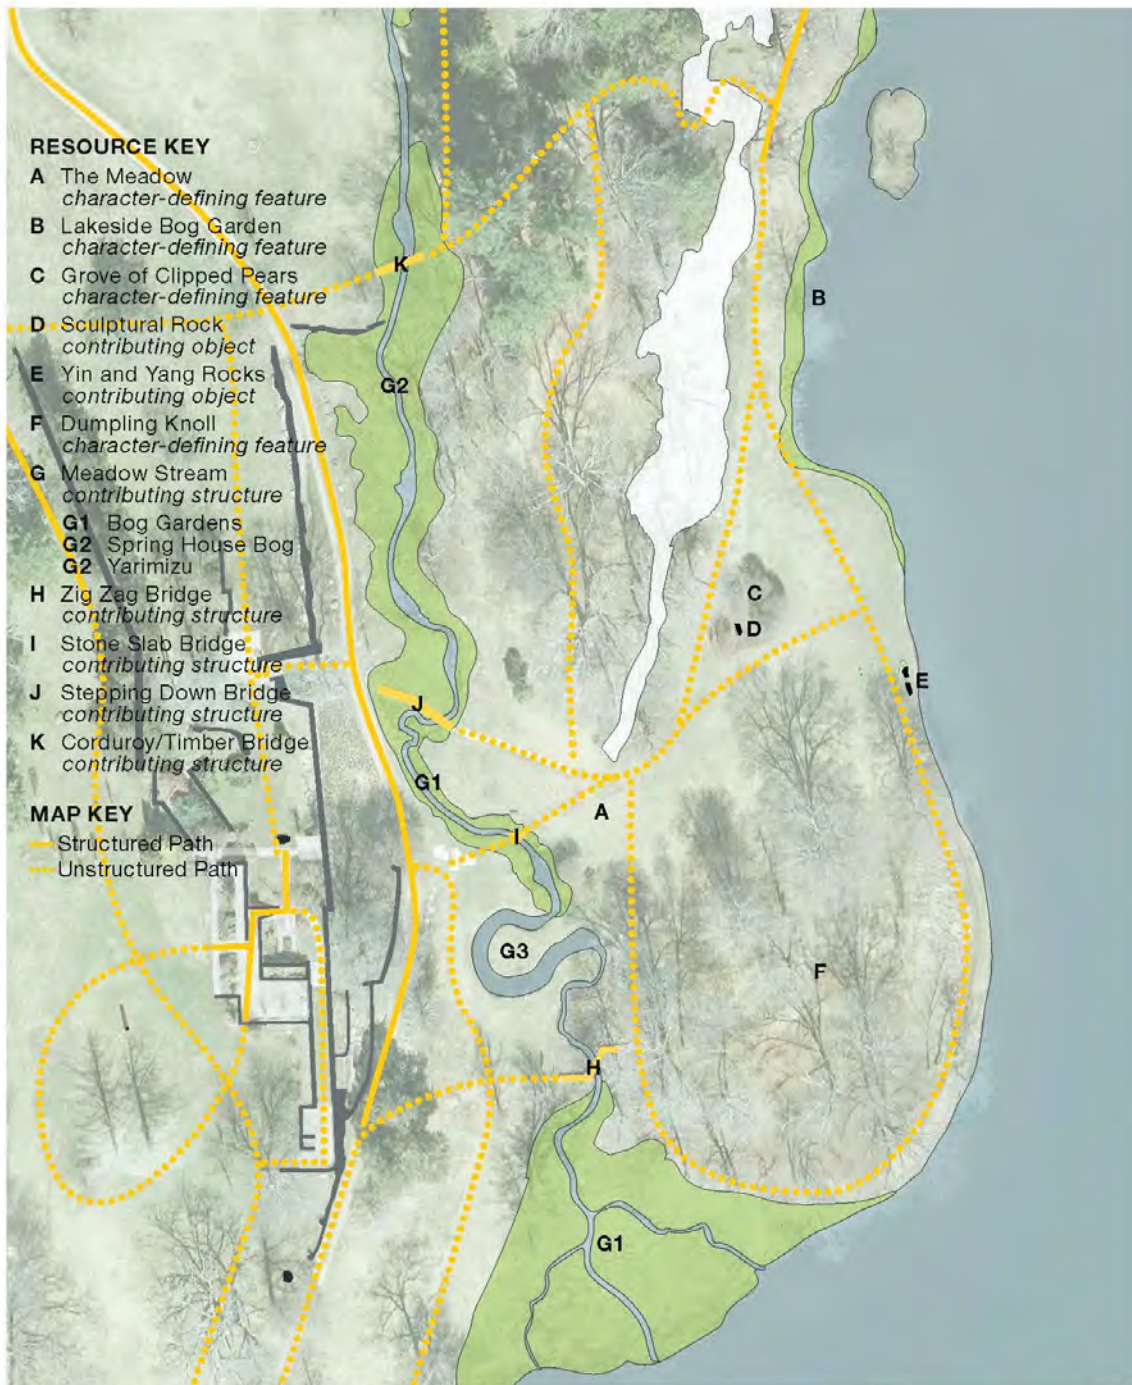 RESOURCE KEY
A The Meadow
character-defining feature
B Lakeside Bog Garden
character-defining feature
C Grove of Clipped Pears
character-defining feature
D Sculptural Rock
contributing object
E Yin and Yang Rocks
contributing object
F Dumpling Knoll
character-defining feature
G Meadow Stream
contributing structure
G1 Bog Gardens
G2 Spring House Bog
G2 Yarimizu
H Zig Zag Bridge
contributing structure
I Stone Slab Bridge
contributing structure
J Stepping Down Bridge
contributing structure
K Corduroy/Timber Bridge
contributing structure
MAP KEY
Structured Path
Unstructured Path
K
B
G2
C
D
E
J
G1
A
I
G3
F
H
G1